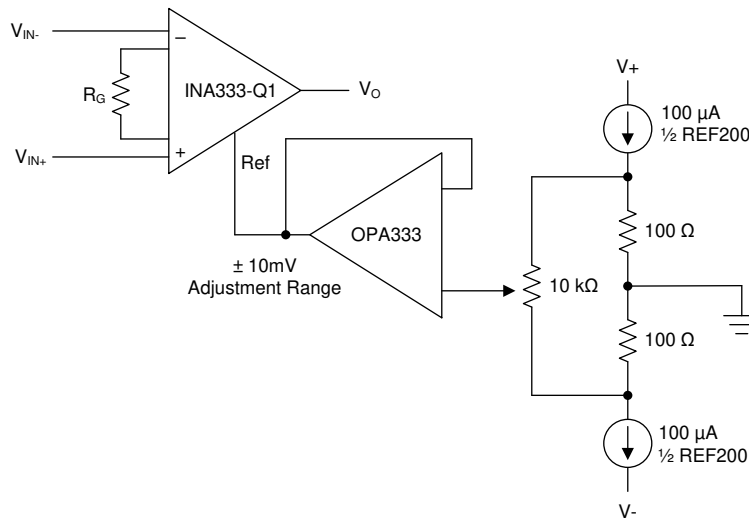 V_IN-
−
R_G
INA333-Q1
V_O
+
V_IN+
Ref
OPA333
± 10mV
Adjustment Range
V+
100 µA
½ REF200
100 Ω
10 kΩ
100 Ω
100 µA
½ REF200
V-